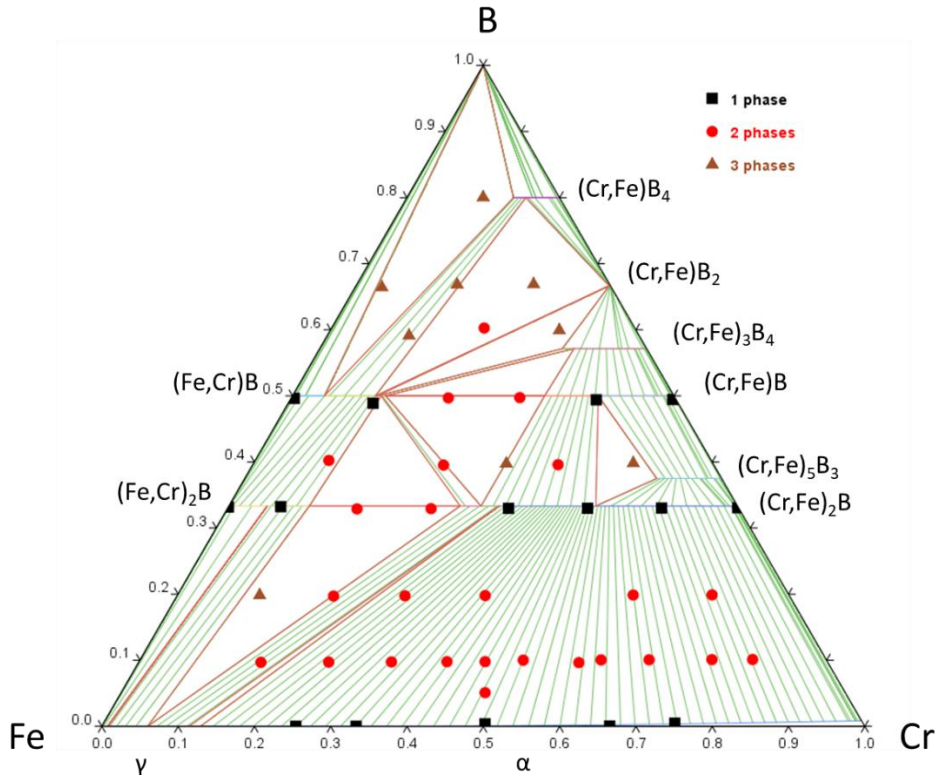 B
1.0
1 phase
0.9
2 phases
3 phases
0.8
(Cr,Fe)B₄
0.7
(Cr,Fe)B₂
0.6
(Cr,Fe)₃B₄
(Fe,Cr)B
0.5
(Cr,Fe)B
0.4
(Cr,Fe)₅B₃
(Fe,Cr)₂B
(Cr,Fe)₂B
0.3
0.2
0.1
0.0
Fe
Cr
0.0 0.1 0.2 0.3 0.4 0.5 0.6 0.7 0.8 0.9 1.0
γ α